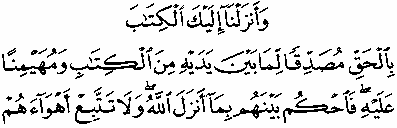 وَأَنزَلْنَآ إِلَيْكَ ٱلْكِتَٰبَ
بِٱلْحَقِّ مُصَدِّقًا لِّمَا بَيْنَ يَدَيْهِ مِنَ ٱلْكِتَٰبِ وَمُهَيْمِنًا
عَلَيْهِ ۖ فَٱحْكُم بَيْنَهُم بِمَآ أَنزَلَ ٱللَّهُ ۖ وَلَا تَتَّبِعْ أَهْوَآءَهُمْ